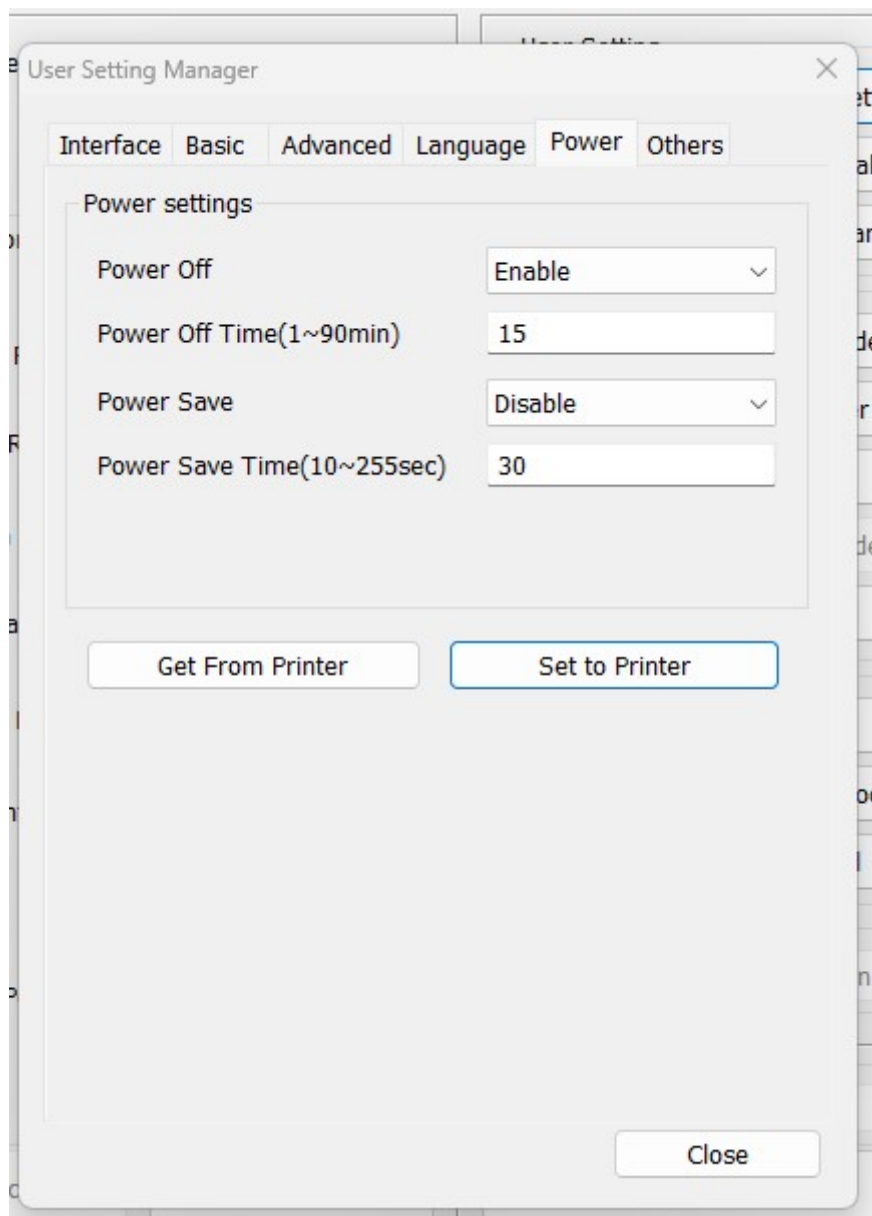 User Setting Manager
Interface Basic Advanced Language Power Others
Power settings
Power Off Enable
Power Off Time(1~90min) 15
Power Save Disable
Power Save Time(10~255sec) 30
Get From Printer Set to Printer
Close